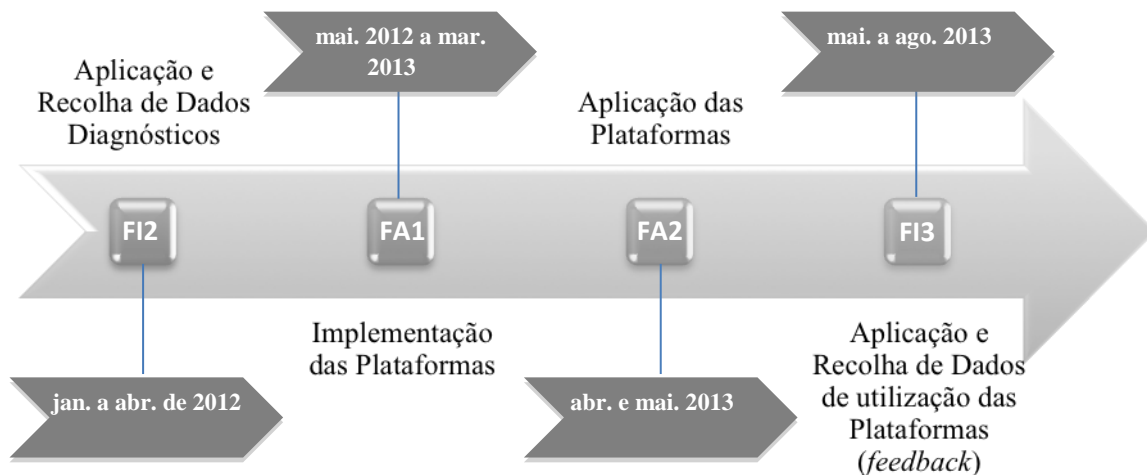 mai. 2012 a mar.
2013
mai. a ago. 2013
Aplicação e
Recolha de Dados
Diagnósticos
Aplicação das
Plataformas
FI2
FA1
FA2
FI3
Implementação
das Plataformas
Aplicação e
Recolha de Dados
de utilização das
Plataformas
(feedback)
jan. a abr. de 2012
abr. e mai. 2013